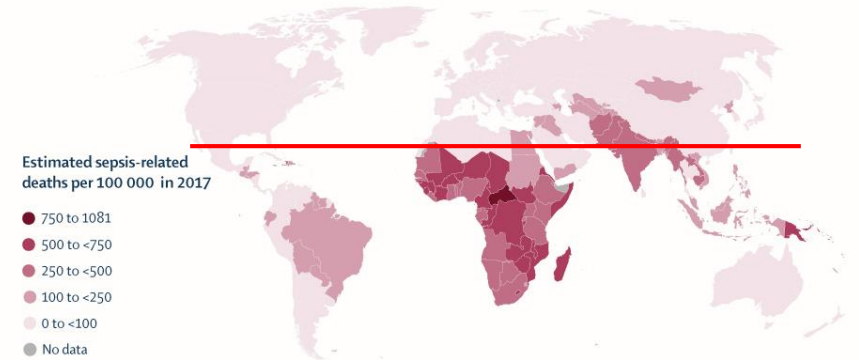 Estimated sepsis-related
deaths per 100 000 in 2017
750 to 1081
500 to <750
250 to <500
100 to <250
0 to <100
No data